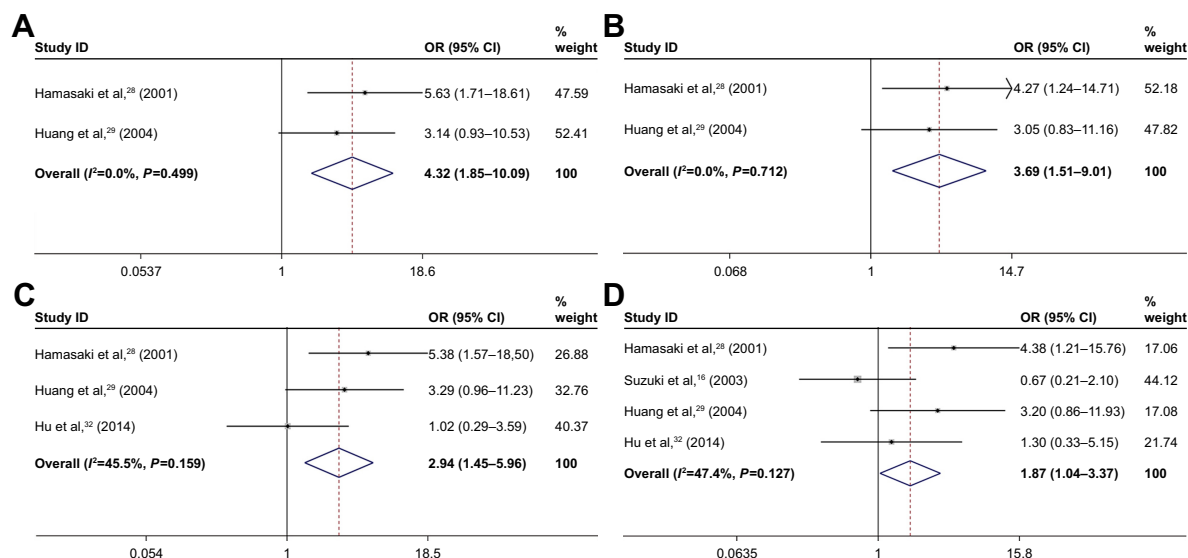 A
Study ID OR (95% CI) % weight
Hamasaki et al,²⁸ (2001) 5.63 (1.71–18.61) 47.59
Huang et al,²⁹ (2004) 3.14 (0.93–10.53) 52.41
Overall (I²=0.0%, P=0.499) 4.32 (1.85–10.09) 100
0.0537 1 18.6
B
Study ID OR (95% CI) % weight
Hamasaki et al,²⁸ (2001) 4.27 (1.24–14.71) 52.18
Huang et al,²⁹ (2004) 3.05 (0.83–11.16) 47.82
Overall (I²=0.0%, P=0.712) 3.69 (1.51–9.01) 100
0.068 1 14.7
C
Study ID OR (95% CI) % weight
Hamasaki et al,²⁸ (2001) 5.38 (1.57–18,50) 26.88
Huang et al,²⁹ (2004) 3.29 (0.96–11.23) 32.76
Hu et al,³² (2014) 1.02 (0.29–3.59) 40.37
Overall (I²=45.5%, P=0.159) 2.94 (1.45–5.96) 100
0.054 1 18.5
D
Study ID OR (95% CI) % weight
Hamasaki et al,²⁸ (2001) 4.38 (1.21–15.76) 17.06
Suzuki et al,¹⁶ (2003) 0.67 (0.21–2.10) 44.12
Huang et al,²⁹ (2004) 3.20 (0.86–11.93) 17.08
Hu et al,³² (2014) 1.30 (0.33–5.15) 21.74
Overall (I²=47.4%, P=0.127) 1.87 (1.04–3.37) 100
0.0635 1 15.8